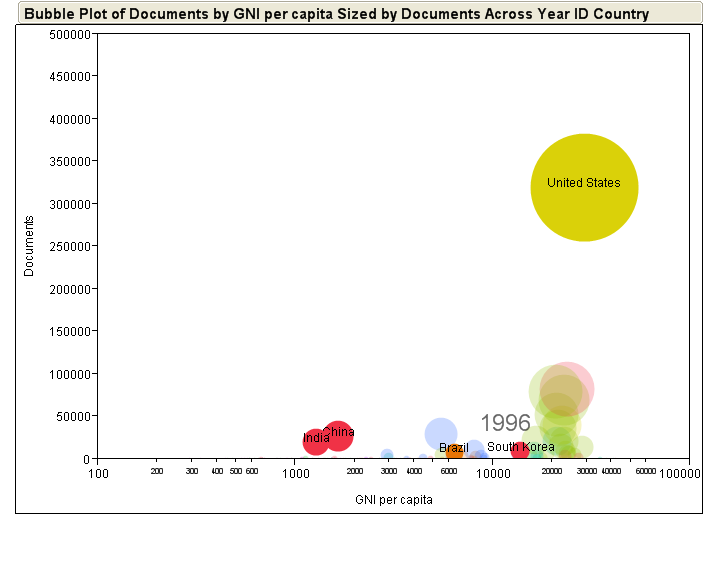 Bubble Plot of Documents by GNI per capita Sized by Documents Across Year ID Country
500000
450000
400000
350000
300000
250000
200000
150000
100000
50000
0
Documents
United States
1996
China
India
Brazil
South Korea
100 200 300 400 500 600 1000 2000 3000 4000 6000 10000 20000 30000 40000 60000 100000
GNI per capita